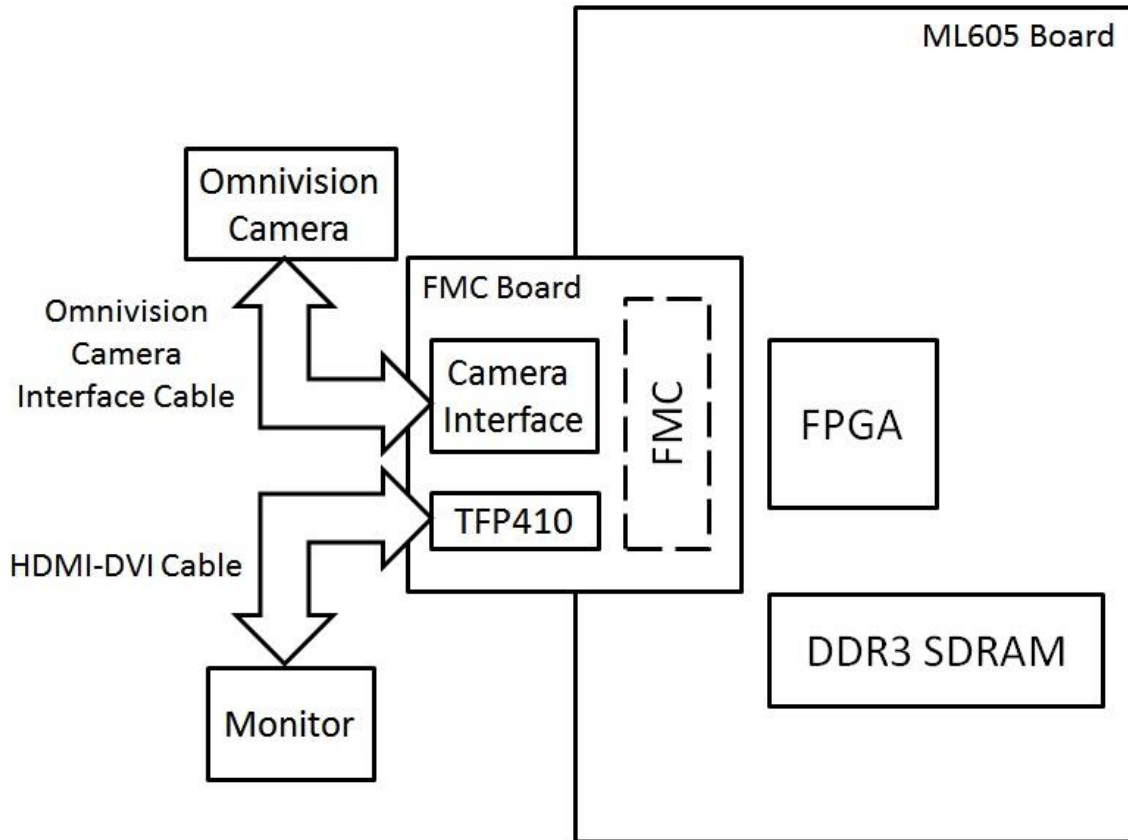 ML605 Board
Omnivision
Camera
FMC Board
Omnivision
Camera
Interface Cable
Camera
Interface
FMC
FPGA
TFP410
HDMI-DVI Cable
DDR3 SDRAM
Monitor